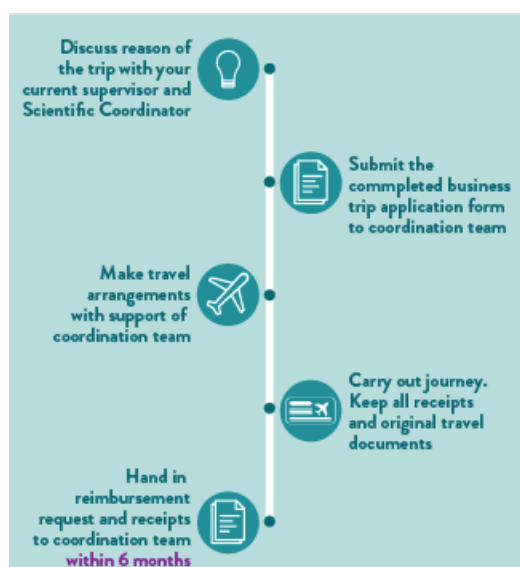 Discuss reason of
the trip with your
current supervisor and
Scientific Coordinator
Submit the
commpleted business
trip application form
to coordination team
Make travel
arrangements
with support of
coordination team
Carry out journey.
Keep all receipts
and original travel
documents
Hand in
reimbursement
request and receipts
to coordination team
within 6 months